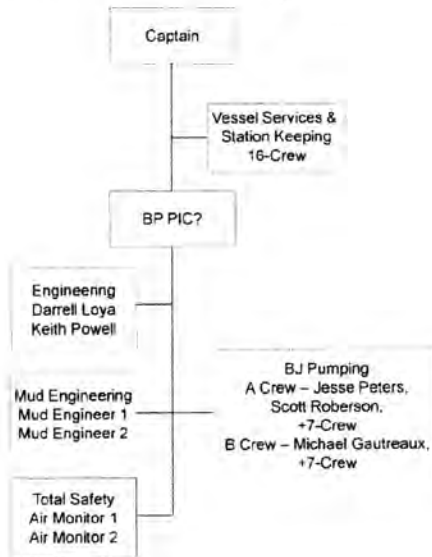 Captain
Vessel Services &
Station Keeping
16-Crew
BP PIC?
Engineering
Darrell Loya
Keith Powell
BJ Pumping
A Crew – Jesse Peters,
Scott Roberson,
+7-Crew
B Crew – Michael Gautreaux,
+7-Crew
Mud Engineering
Mud Engineer 1
Mud Engineer 2
Total Safety
Air Monitor 1
Air Monitor 2